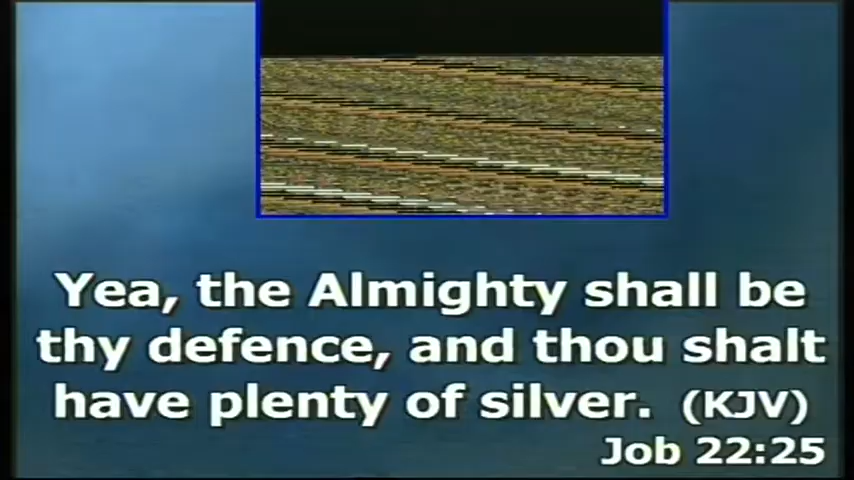 Yea, the Almighty shall be
thy defence, and thou shalt
have plenty of silver. (KJV)
Job 22:25